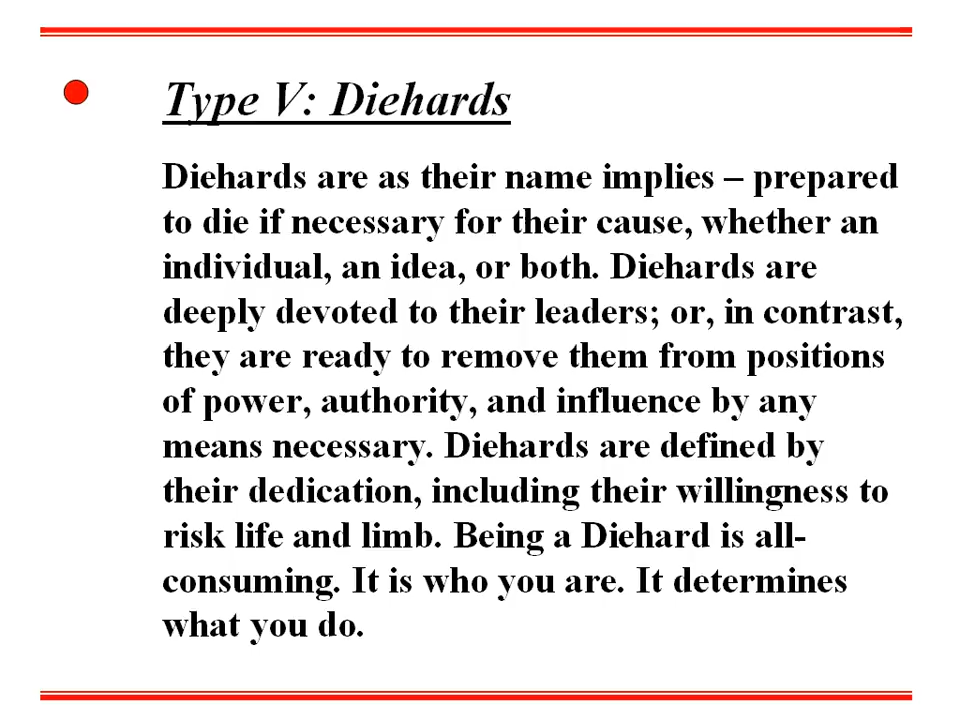 Type V: Diehards
Diehards are as their name implies – prepared
to die if necessary for their cause, whether an
individual, an idea, or both. Diehards are
deeply devoted to their leaders; or, in contrast,
they are ready to remove them from positions
of power, authority, and influence by any
means necessary. Diehards are defined by
their dedication, including their willingness to
risk life and limb. Being a Diehard is all-
consuming. It is who you are. It determines
what you do.